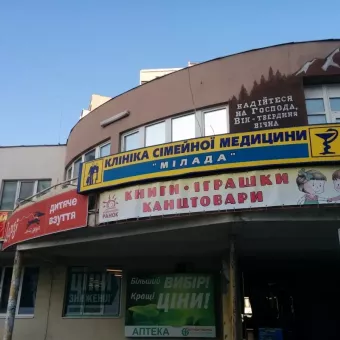 НАДІЙТЕСЯ
НА ГОСПОДА,
ВІН - ТВЕРДИНЯ
ВІЧНА
КЛІНІКА СІМЕЙНОЇ МЕДИЦИНИ
"МІЛАДА"
КНИГИ · ІГРАШКИ
КАНЦТОВАРИ
РАНОК
ДИТЯЧЕ
ВЗУТТЯ
ЦІНИ
ЗНИЖЕНІ
Більший ВИБІР!
Кращі ЦІНИ!
АПТЕКА